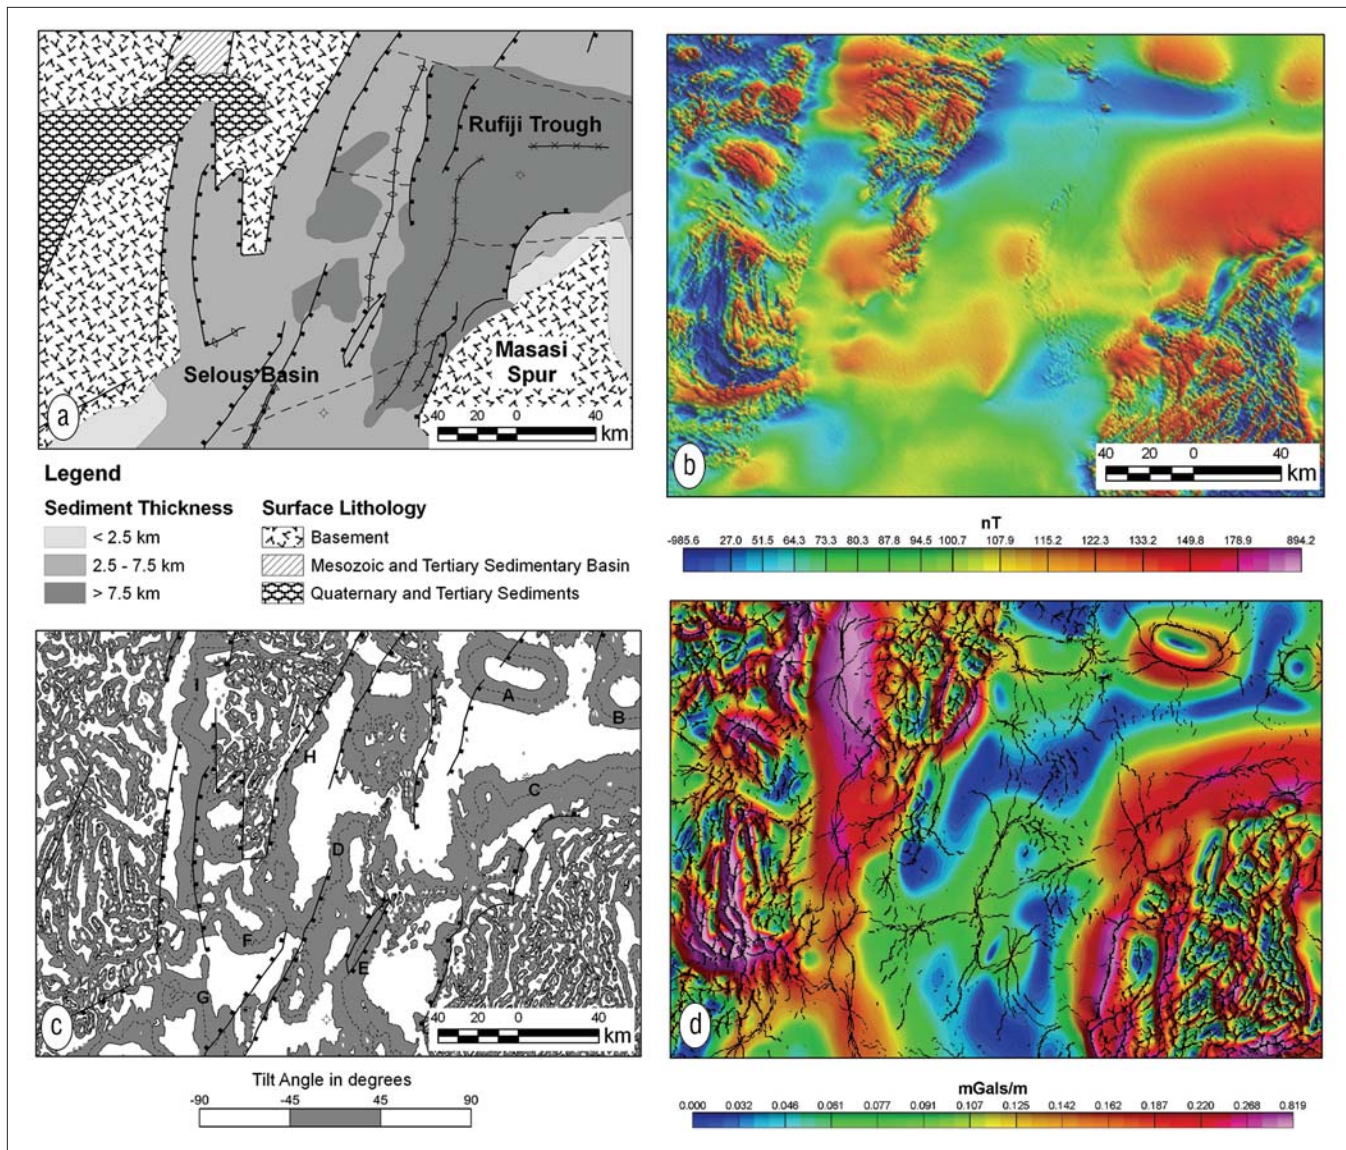 Rufiji Trough
Selous Basin
Masasi
Spur
a
40 20 0 40
km
b
40 20 0 40
km
Legend
Sediment Thickness
< 2.5 km
2.5 - 7.5 km
> 7.5 km
Surface Lithology
Basement
Mesozoic and Tertiary Sedimentary Basin
Quaternary and Tertiary Sediments
nT
-985.6 27.0 51.5 64.3 73.3 80.3 87.8 94.5 100.7 107.9 115.2 122.3 133.2 149.8 178.9 894.2
I
A
B
H
C
D
F
E
G
c
40 20 0 40
km
d
Tilt Angle in degrees
-90 -45 45 90
mGals/m
0.000 0.032 0.046 0.061 0.077 0.091 0.107 0.125 0.142 0.162 0.187 0.220 0.268 0.819